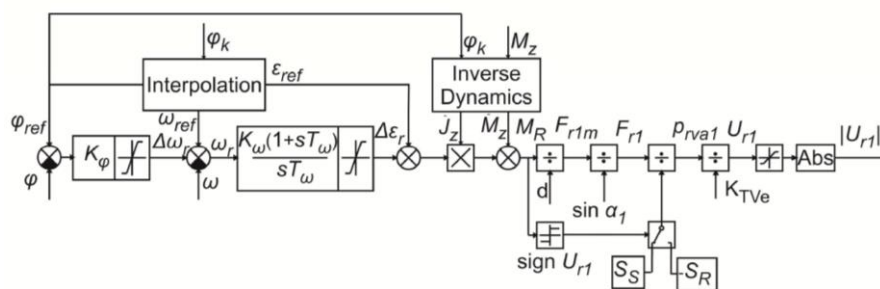 φk
φk
Mz
Interpolation
εref
Inverse
Dynamics
φref
ωref
Kφ
Δωr
ωr
Kω(1+sTω)
sTω
Δεr
Jz
Mz
MR
Fr1m
Fr1
prva1
Ur1
|Ur1|
÷
÷
÷
÷
Abs
φ
ω
d
sin α1
KTVe
sign Ur1
SS
SR